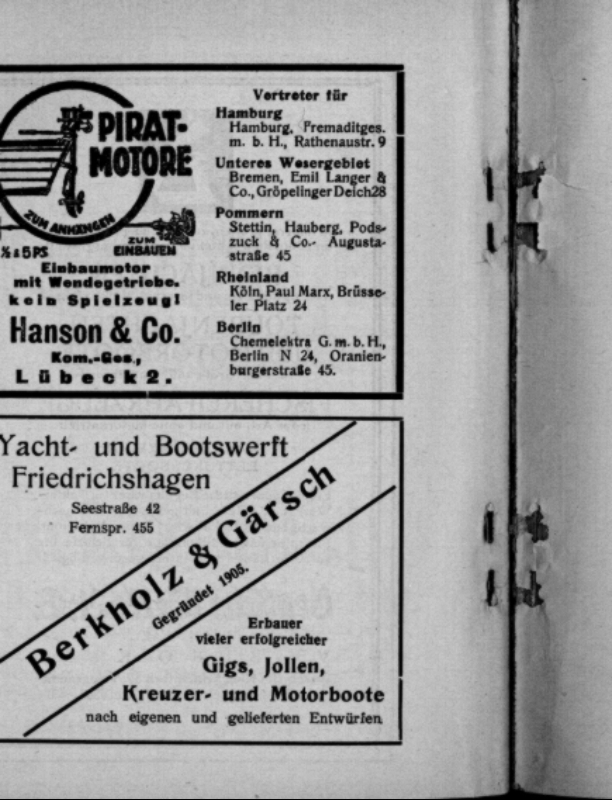 PIRAT-
MOTORE
ZUM ANHÄNGEN
ZUM
EINBAUEN
½ & 5 PS
Einbaumotor
mit Wendegetriebe.
kein Spielzeug!
Hanson & Co.
Kom.-Ges.,
Lübeck 2.
Vertreter für
Hamburg
Hamburg, Fremaditges.
m. b. H., Rathenaustr. 9
Unteres Wesergebiet
Bremen, Emil Langer &
Co., Gröpelinger Deich 28
Pommern
Stettin, Hauberg, Pods-
zuck & Co.- Augusta-
straße 45
Rheinland
Köln, Paul Marx, Brüsse-
ler Platz 24
Berlin
Chemelektra G. m. b. H.,
Berlin N 24, Oranien-
burgerstraße 45.
Yacht- und Bootswerft
Friedrichshagen
Seestraße 42
Fernspr. 455
Berkholz & Gärsch
Gegründet 1905.
Erbauer
vieler erfolgreicher
Gigs, Jollen,
Kreuzer- und Motorboote
nach eigenen und gelieferten Entwürfen